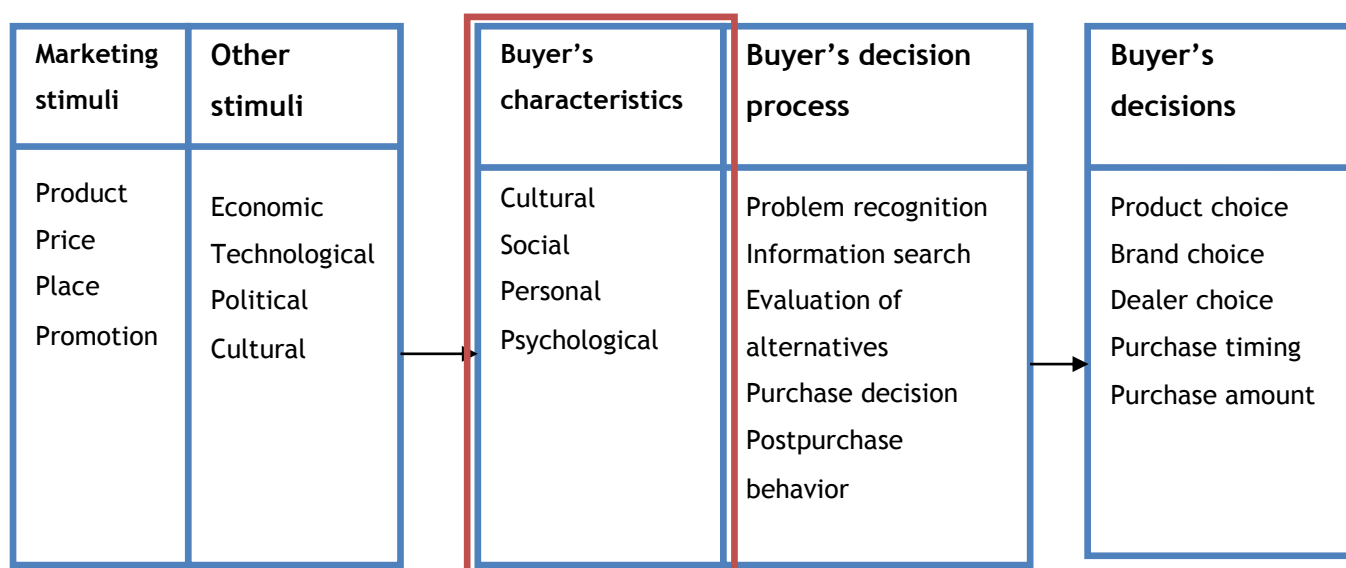 Marketing
stimuli
Product
Price
Place
Promotion
Other
stimuli
Economic
Technological
Political
Cultural
Buyer’s
characteristics
Cultural
Social
Personal
Psychological
Buyer’s decision
process
Problem recognition
Information search
Evaluation of
alternatives
Purchase decision
Postpurchase
behavior
Buyer’s
decisions
Product choice
Brand choice
Dealer choice
Purchase timing
Purchase amount